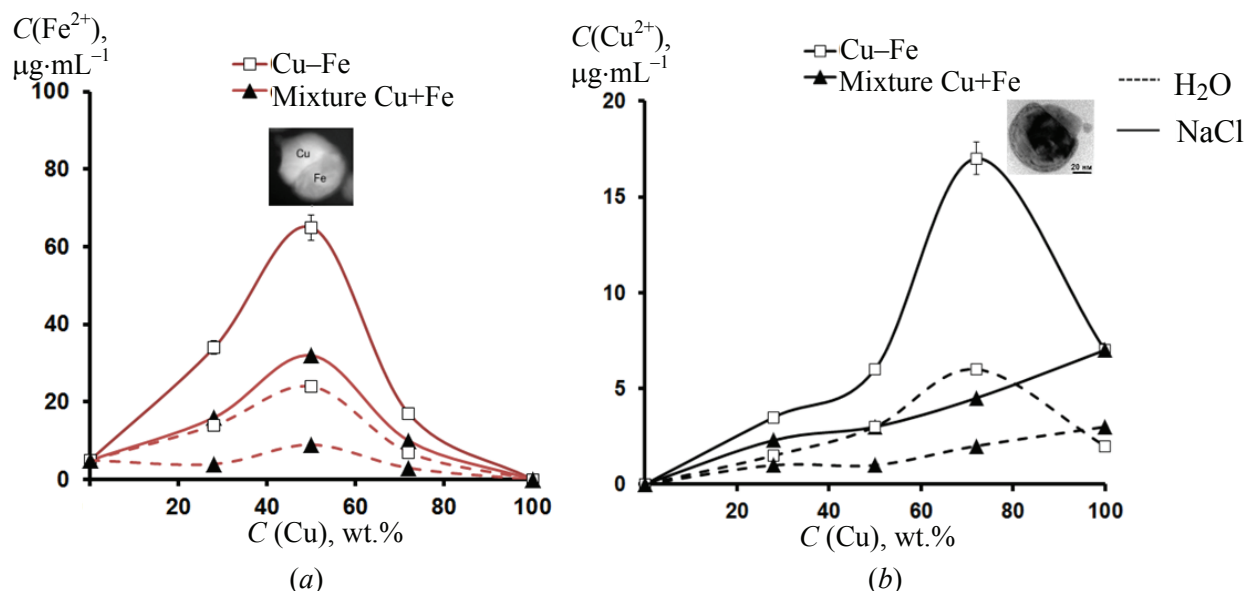 C(Fe²⁺),
μg·mL⁻¹
Cu–Fe
Mixture Cu+Fe
100
80
60
40
20
0
20
40
60
80
100
Cu
Fe
C (Cu), wt.%
(a)
C(Cu²⁺),
μg·mL⁻¹
Cu–Fe
Mixture Cu+Fe
20
15
10
5
0
20
40
60
80
100
20 нм
C (Cu), wt.%
(b)
H₂O
NaCl